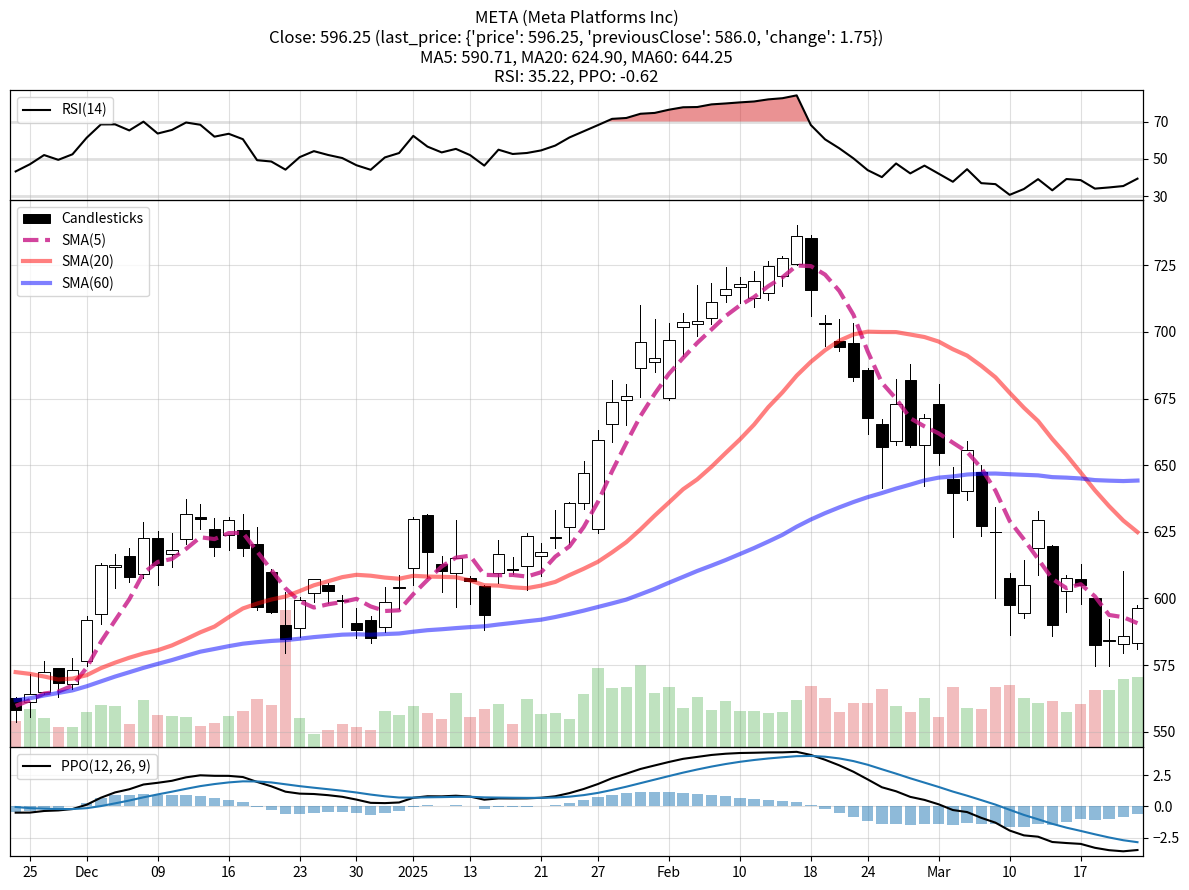 META (Meta Platforms Inc)
Close: 596.25 (last_price: {'price': 596.25, 'previousClose': 586.0, 'change': 1.75})
MA5: 590.71, MA20: 624.90, MA60: 644.25
RSI: 35.22, PPO: -0.62
RSI(14)
70
50
30
Candlesticks
SMA(5)
SMA(20)
SMA(60)
725
700
675
650
625
600
575
550
PPO(12, 26, 9)
2.5
0.0
−2.5
25 Dec 09 16 23 30 2025 13 21 27 Feb 10 18 24 Mar 10 17